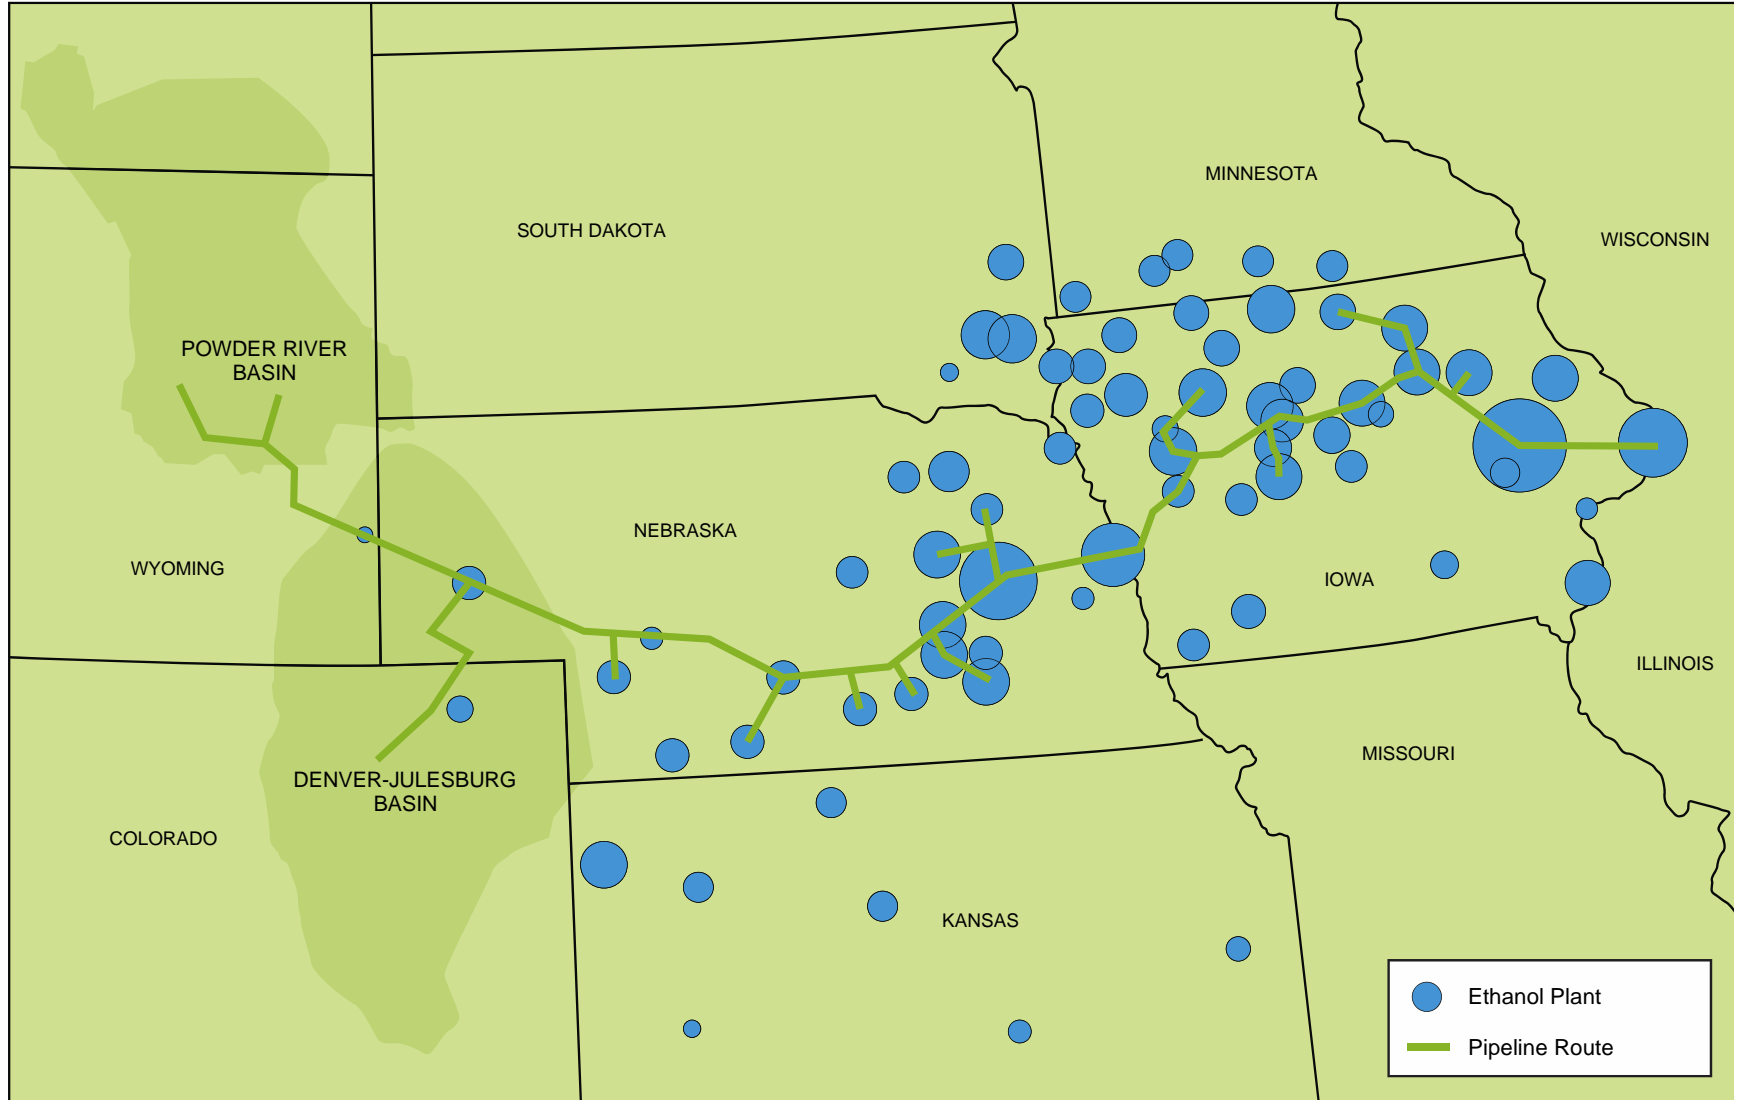 MINNESOTA
SOUTH DAKOTA
WISCONSIN
POWDER RIVER
BASIN
NEBRASKA
WYOMING
IOWA
ILLINOIS
MISSOURI
DENVER-JULESBURG
BASIN
COLORADO
KANSAS
Ethanol Plant
Pipeline Route